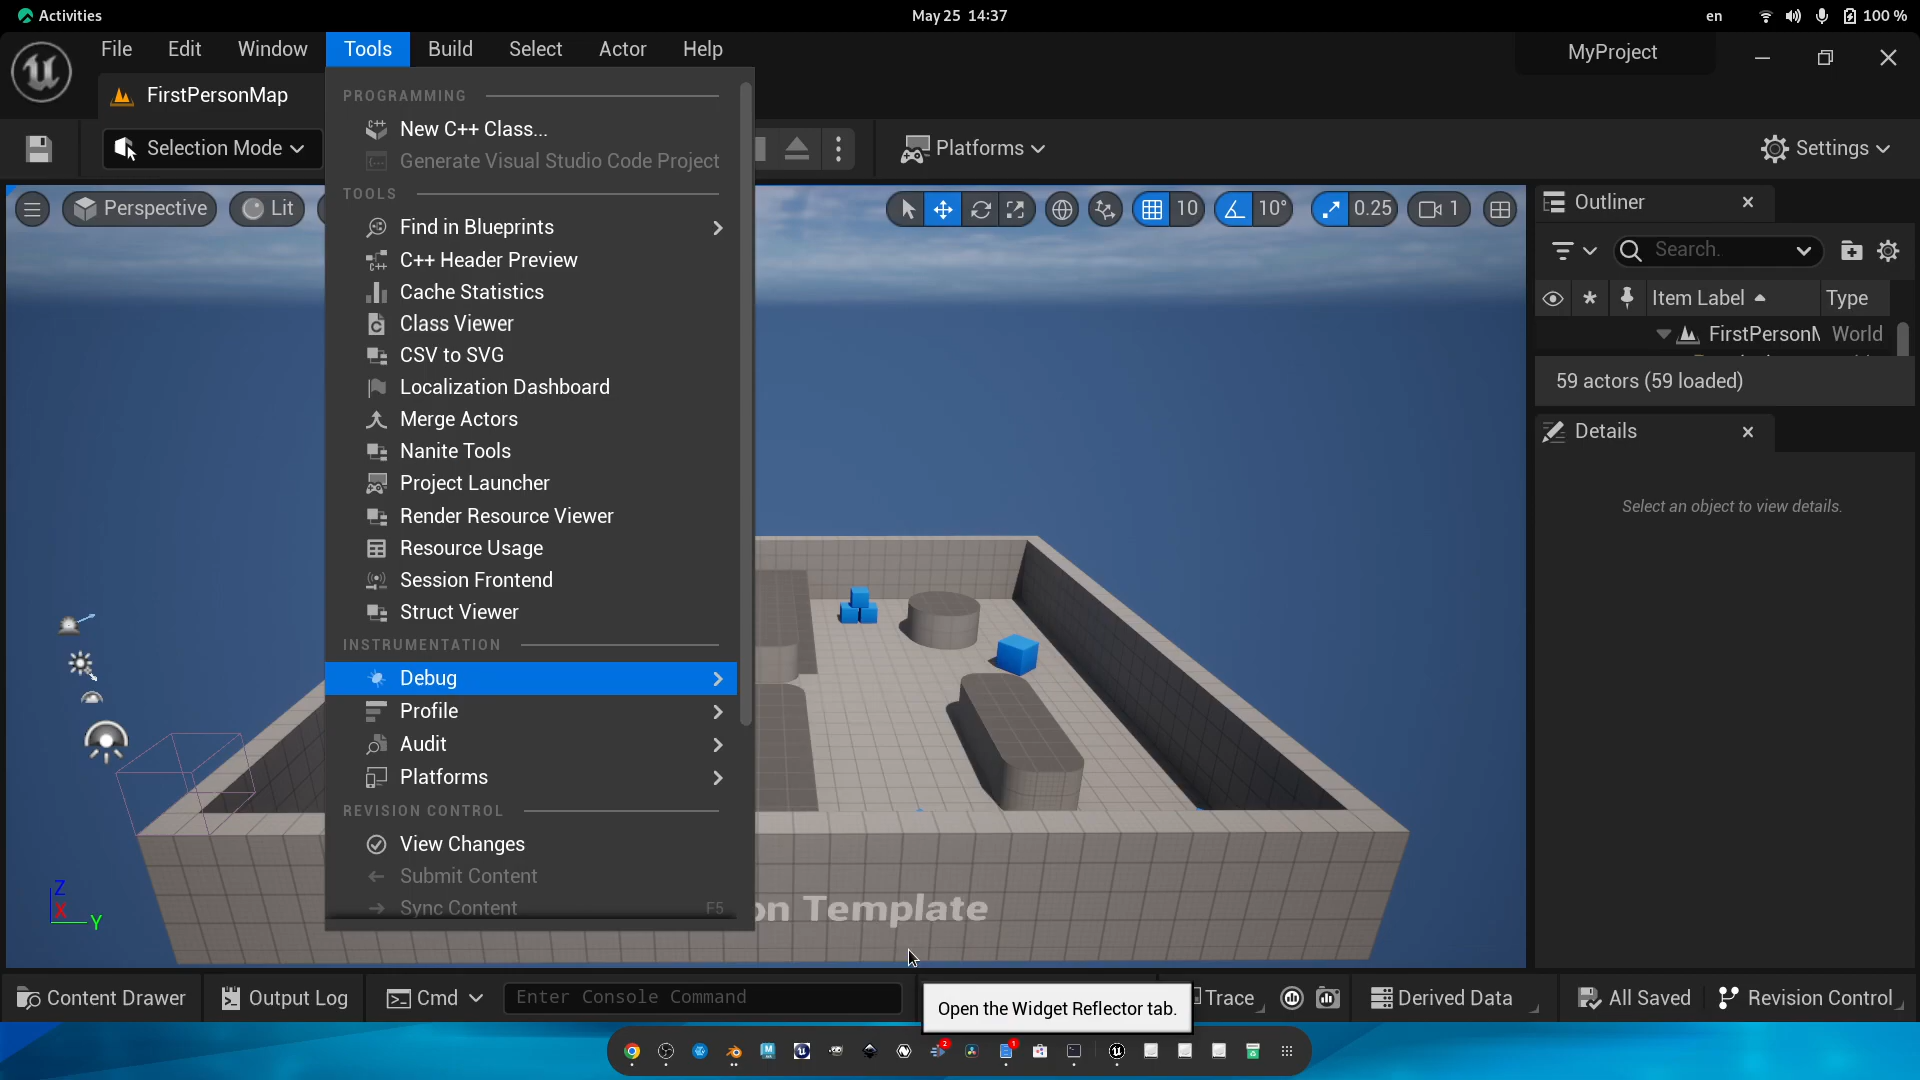 Activities
May 25 14:37
en
100 %
File Edit Window Tools Build Select Actor Help
MyProject
FirstPersonMap
Selection Mode
Platforms
Settings
PROGRAMMING
New C++ Class...
Generate Visual Studio Code Project
TOOLS
Find in Blueprints
C++ Header Preview
Cache Statistics
Class Viewer
CSV to SVG
Localization Dashboard
Merge Actors
Nanite Tools
Project Launcher
Render Resource Viewer
Resource Usage
Session Frontend
Struct Viewer
INSTRUMENTATION
Debug
Profile
Audit
Platforms
REVISION CONTROL
View Changes
Submit Content
Sync Content F5
Perspective
Lit
10
10°
0.25
1
on Template
Z
X
Y
Outliner
Search.
Item Label Type
FirstPersonM World
59 actors (59 loaded)
Details
Select an object to view details.
Content Drawer
Output Log
Cmd
Enter Console Command
Open the Widget Reflector tab.
Trace
Derived Data
All Saved
Revision Control
2
1